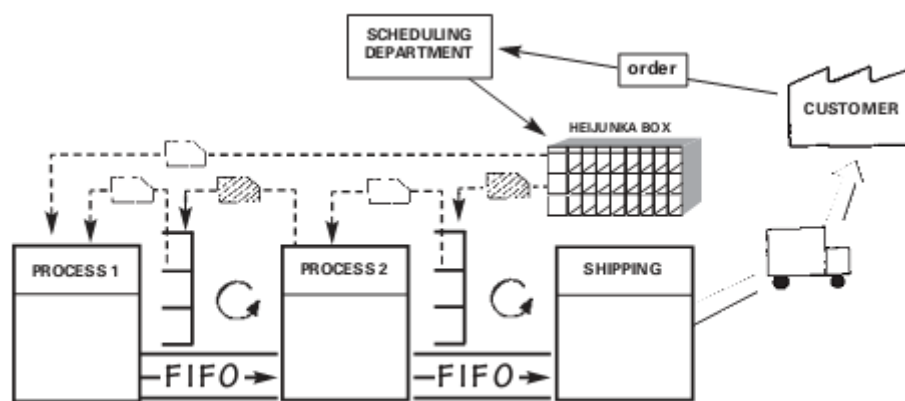 SCHEDULING
DEPARTMENT
order
CUSTOMER
HEIJUNKA BOX
PROCESS 1
PROCESS 2
SHIPPING
FIFO
FIFO